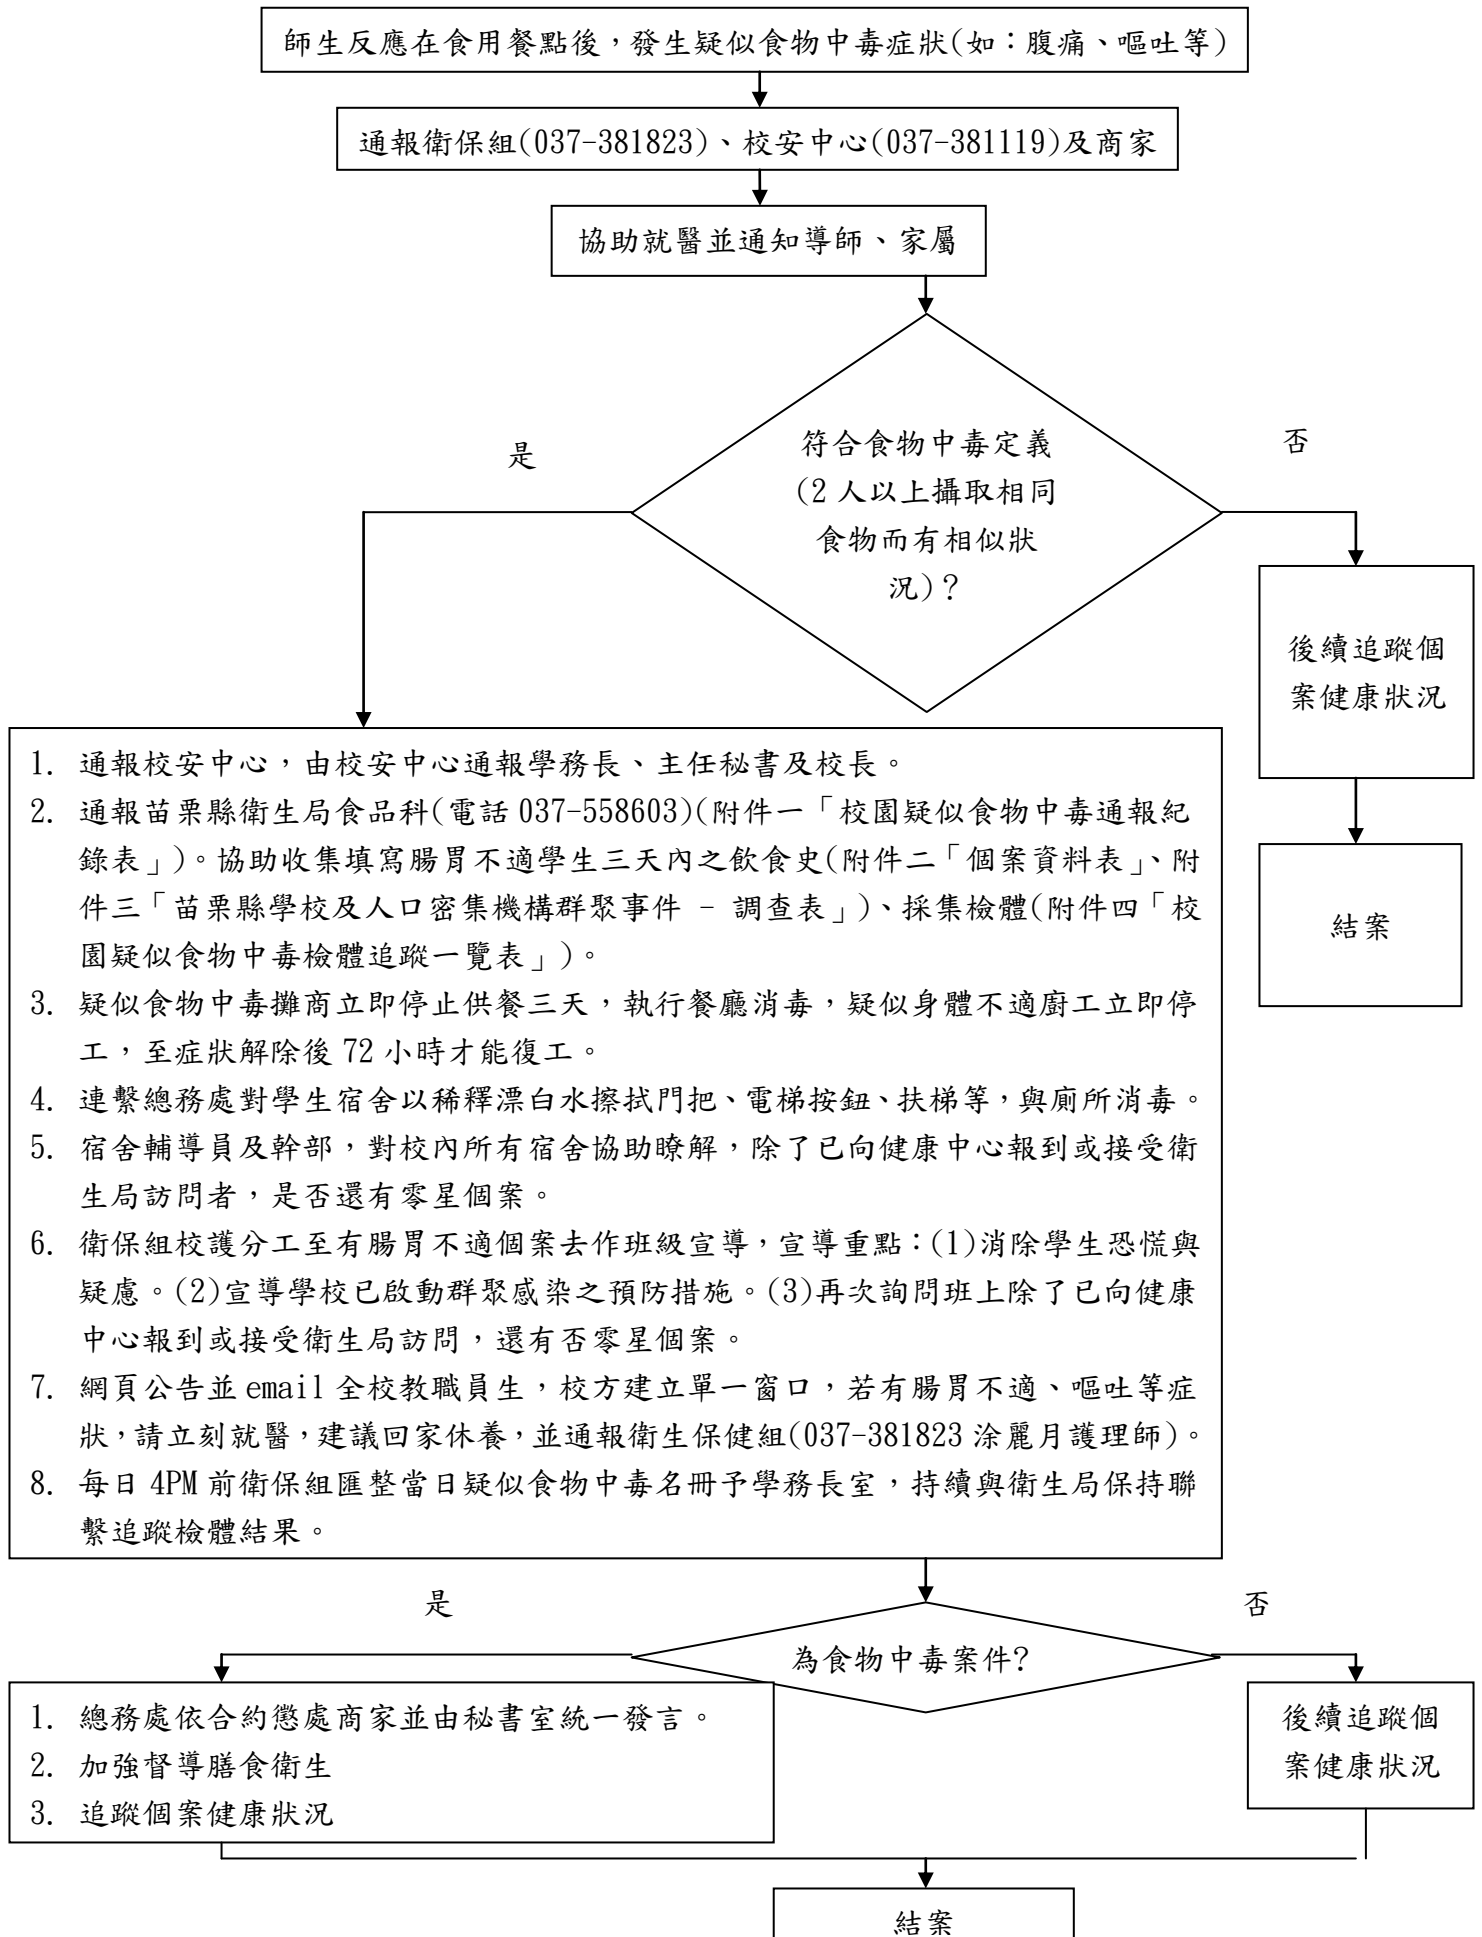 師生反應在食用餐點後，發生疑似食物中毒症狀(如：腹痛、嘔吐等)
通報衛保組(037-381823)、校安中心(037-381119)及商家
協助就醫並通知導師、家屬
是
否
符合食物中毒定義
(2 人以上攝取相同
食物而有相似狀
況)？
後續追蹤個
案健康狀況
結案
1. 通報校安中心，由校安中心通報學務長、主任秘書及校長。
2. 通報苗栗縣衛生局食品科(電話 037-558603)(附件一「校園疑似食物中毒通報紀
錄表」)。協助收集填寫腸胃不適學生三天內之飲食史(附件二「個案資料表」、附
件三「苗栗縣學校及人口密集機構群聚事件 - 調查表」)、採集檢體(附件四「校
園疑似食物中毒檢體追蹤一覽表」)。
3. 疑似食物中毒攤商立即停止供餐三天，執行餐廳消毒，疑似身體不適廚工立即停
工，至症狀解除後 72 小時才能復工。
4. 連繫總務處對學生宿舍以稀釋漂白水擦拭門把、電梯按鈕、扶梯等，與廁所消毒。
5. 宿舍輔導員及幹部，對校內所有宿舍協助瞭解，除了已向健康中心報到或接受衛
生局訪問者，是否還有零星個案。
6. 衛保組校護分工至有腸胃不適個案去作班級宣導，宣導重點：(1)消除學生恐慌與
疑慮。(2)宣導學校已啟動群聚感染之預防措施。(3)再次詢問班上除了已向健康
中心報到或接受衛生局訪問，還有否零星個案。
7. 網頁公告並 email 全校教職員生，校方建立單一窗口，若有腸胃不適、嘔吐等症
狀，請立刻就醫，建議回家休養，並通報衛生保健組(037-381823 涂麗月護理師)。
8. 每日 4PM 前衛保組匯整當日疑似食物中毒名冊予學務長室，持續與衛生局保持聯
繫追蹤檢體結果。
是
否
為食物中毒案件?
1. 總務處依合約懲處商家並由秘書室統一發言。
2. 加強督導膳食衛生
3. 追蹤個案健康狀況
後續追蹤個
案健康狀況
結案